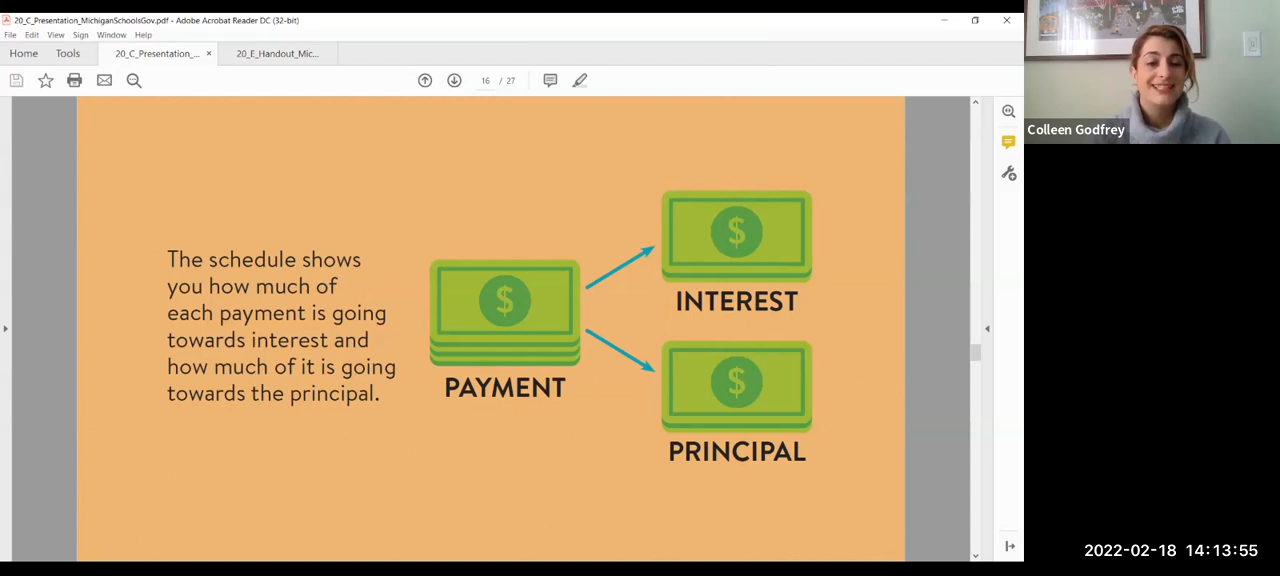 20_C_Presentation_MichiganSchoolsGov.pdf - Adobe Acrobat Reader DC (32-bit)
File Edit View Sign Window Help
Home Tools 20_C_Presentation_... × 20_E_Handout_Mic...
16 / 27
Colleen Godfrey
The schedule shows
you how much of
each payment is going
towards interest and
how much of it is going
towards the principal.
$
PAYMENT
$
INTEREST
$
PRINCIPAL
2022-02-18 14:13:55